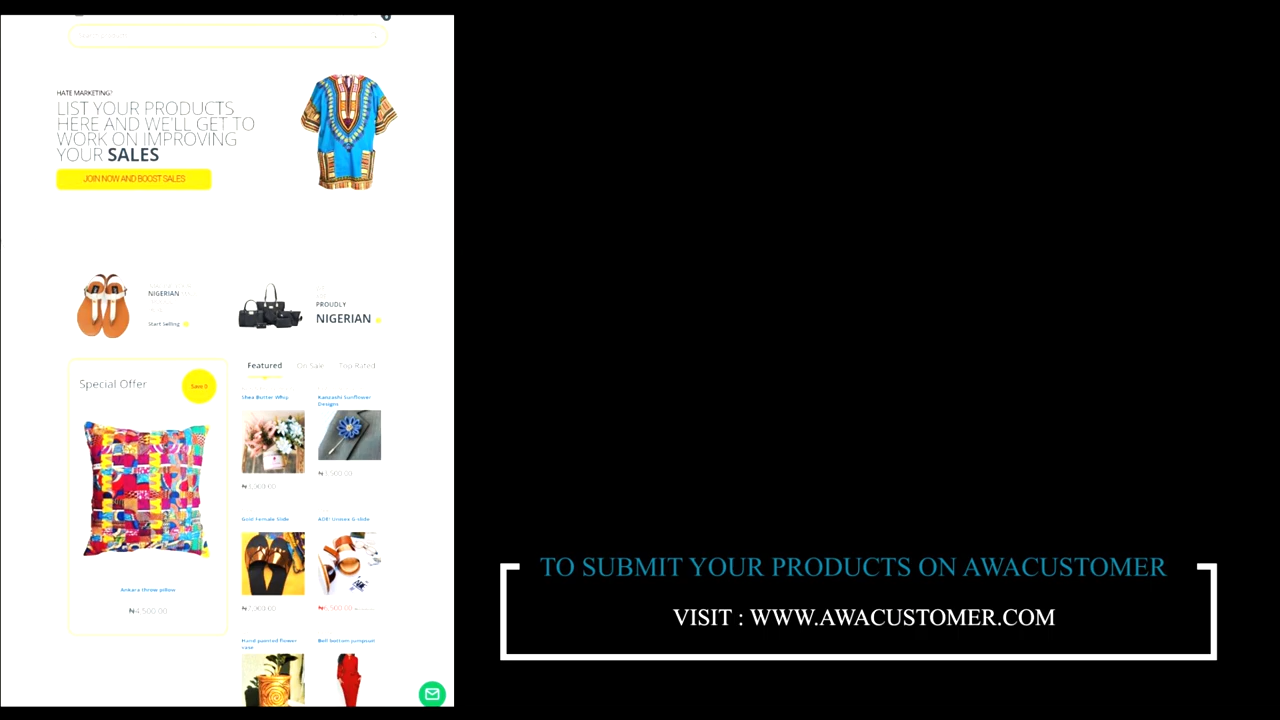 HATE MARKETING?
LIST YOUR PRODUCTS
HERE AND WE'LL GET TO
WORK ON IMPROVING
YOUR SALES
JOIN NOW AND BOOST SALES
NIGERIAN
Start Selling
PROUDLY
NIGERIAN
Special Offer
Save
Featured On Sale Top Rated
Shea Butter Whip
Kanzashi Sunflower
Designs
Gold Female Slide
Unisex slide
Ankara throw pillow
₦4,500.00
Hand painted flower
vase
Bell bottom jumpsuit
TO SUBMIT YOUR PRODUCTS ON AWACUSTOMER
VISIT : WWW.AWACUSTOMER.COM